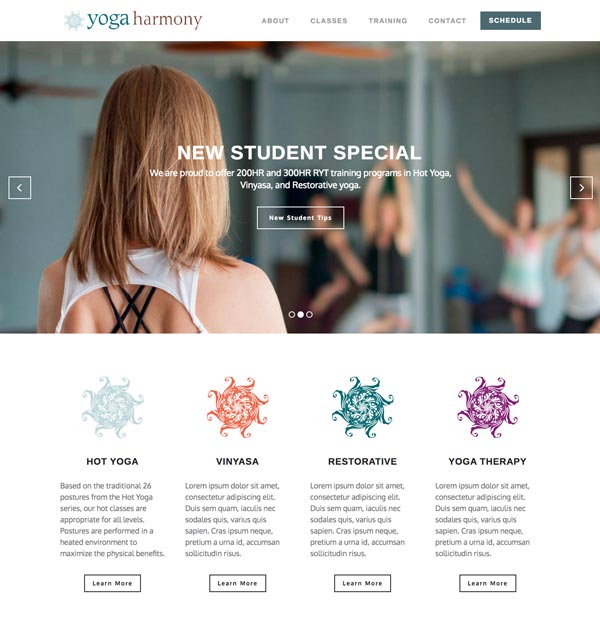 yoga harmony
ABOUT CLASSES TRAINING CONTACT SCHEDULE
NEW STUDENT SPECIAL
We are proud to offer 200HR and 300HR RYT training programs in Hot Yoga,
Vinyasa, and Restorative yoga.
New Student Tips
HOT YOGA
Based on the traditional 26
postures from the Hot Yoga
series, our hot classes are
appropriate for all levels.
Postures are performed in a
heated environment to
maximize the physical benefits.
Learn More
VINYASA
Lorem ipsum dolor sit amet,
consectetur adipiscing elit.
Duis sem quam, iaculis nec
sodales quis, varius quis
sapien. Cras ipsum neque,
pretium a urna id, accumsan
sollicitudin risus.
Learn More
RESTORATIVE
Lorem ipsum dolor sit amet,
consectetur adipiscing elit.
Duis sem quam, iaculis nec
sodales quis, varius quis
sapien. Cras ipsum neque,
pretium a urna id, accumsan
sollicitudin risus.
Learn More
YOGA THERAPY
Lorem ipsum dolor sit amet,
consectetur adipiscing elit.
Duis sem quam, iaculis nec
sodales quis, varius quis
sapien. Cras ipsum neque,
pretium a urna id, accumsan
sollicitudin risus.
Learn More